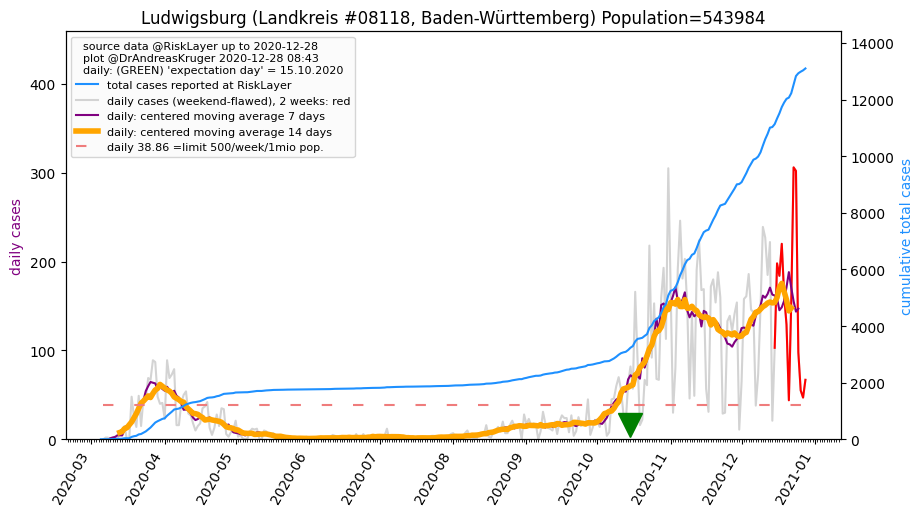 Ludwigsburg (Landkreis #08118, Baden-Württemberg) Population=543984
source data @RiskLayer up to 2020-12-28
plot @DrAndreasKruger 2020-12-28 08:43
daily: (GREEN) 'expectation day' = 15.10.2020
total cases reported at RiskLayer
daily cases (weekend-flawed), 2 weeks: red
daily: centered moving average 7 days
daily: centered moving average 14 days
daily 38.86 =limit 500/week/1mio pop.
daily cases
400
300
200
100
0
cumulative total cases
14000
12000
10000
8000
6000
4000
2000
0
2020-03
2020-04
2020-05
2020-06
2020-07
2020-08
2020-09
2020-10
2020-11
2020-12
2021-01